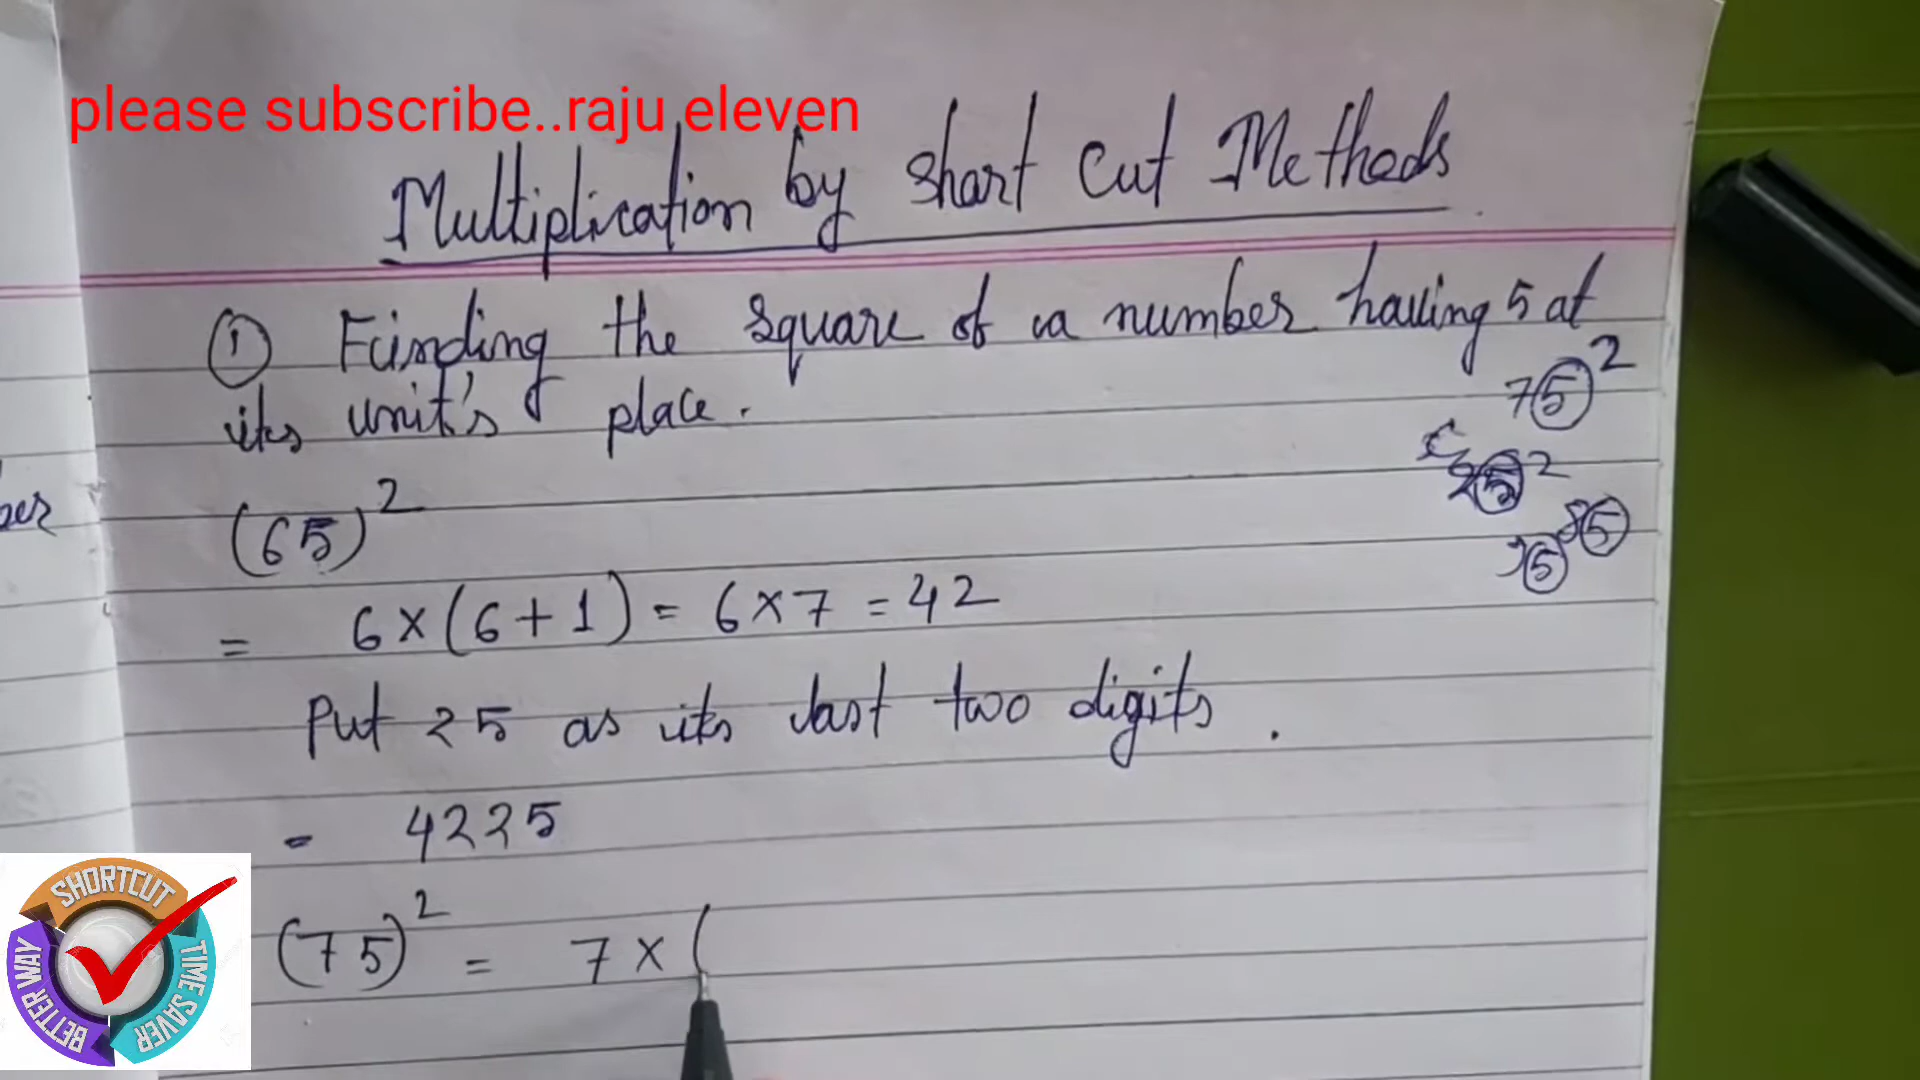 please subscribe..raju eleven
Multiplication by Short Cut Methods
① Finding the square of a number having 5 at
its unit's place.
75²
25²
85
(65)²
= 6×(6+1) = 6×7 = 42
Put 25 as its last two digits.
= 4225
(75)² = 7×(
SHORTCUT
TIME SAVER
BETTER WAY